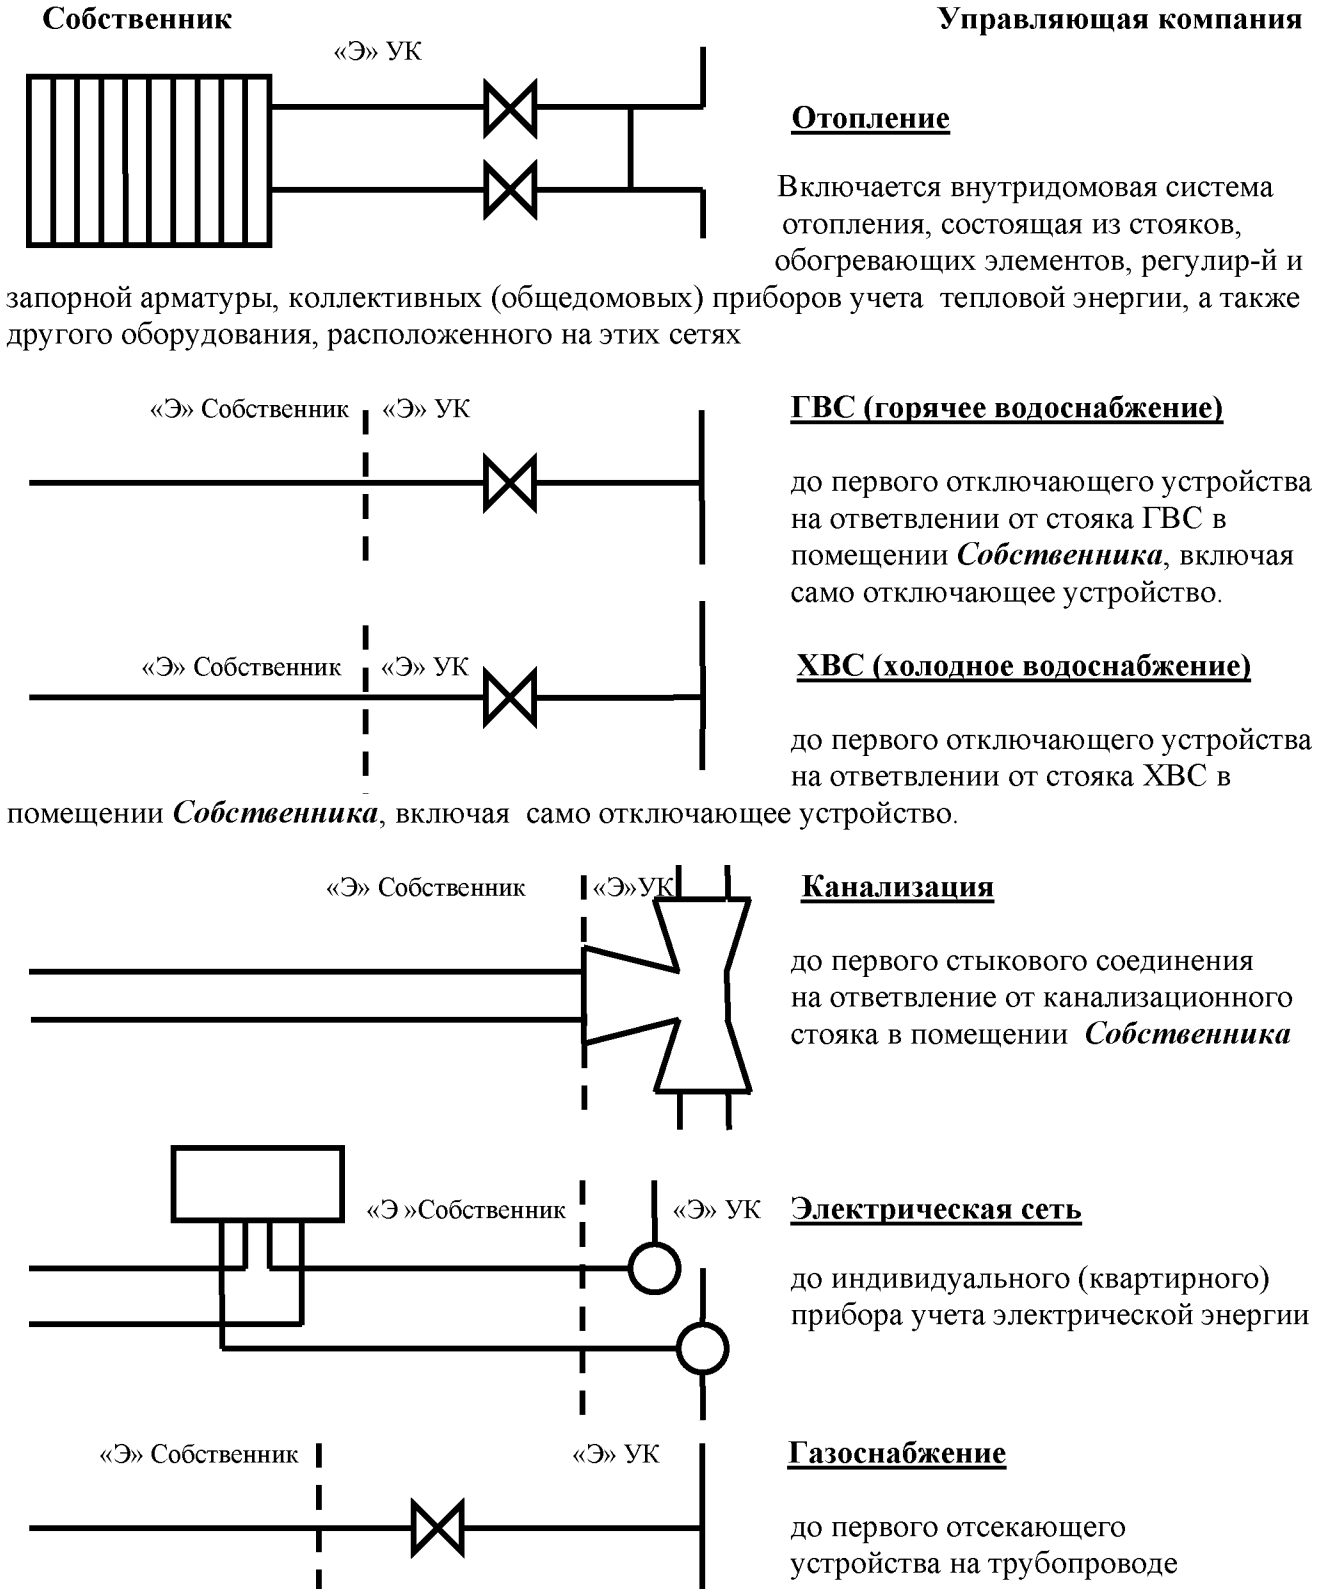 Собственник Управляющая компания
«Э» УК
Отопление
Включается внутридомовая система
отопления, состоящая из стояков,
обогревающих элементов, регулир-й и
запорной арматуры, коллективных (общедомовых) приборов учета тепловой энергии, а также
другого оборудования, расположенного на этих сетях
«Э» Собственник «Э» УК ГВС (горячее водоснабжение)
до первого отключающего устройства
на ответвлении от стояка ГВС в
помещении Собственника, включая
само отключающее устройство.
«Э» Собственник «Э» УК ХВС (холодное водоснабжение)
до первого отключающего устройства
на ответвлении от стояка ХВС в
помещении Собственника, включая само отключающее устройство.
«Э» Собственник «Э»УК Канализация
до первого стыкового соединения
на ответвление от канализационного
стояка в помещении Собственника
«Э »Собственник «Э» УК Электрическая сеть
до индивидуального (квартирного)
прибора учета электрической энергии
«Э» Собственник «Э» УК Газоснабжение
до первого отсекающего
устройства на трубопроводе